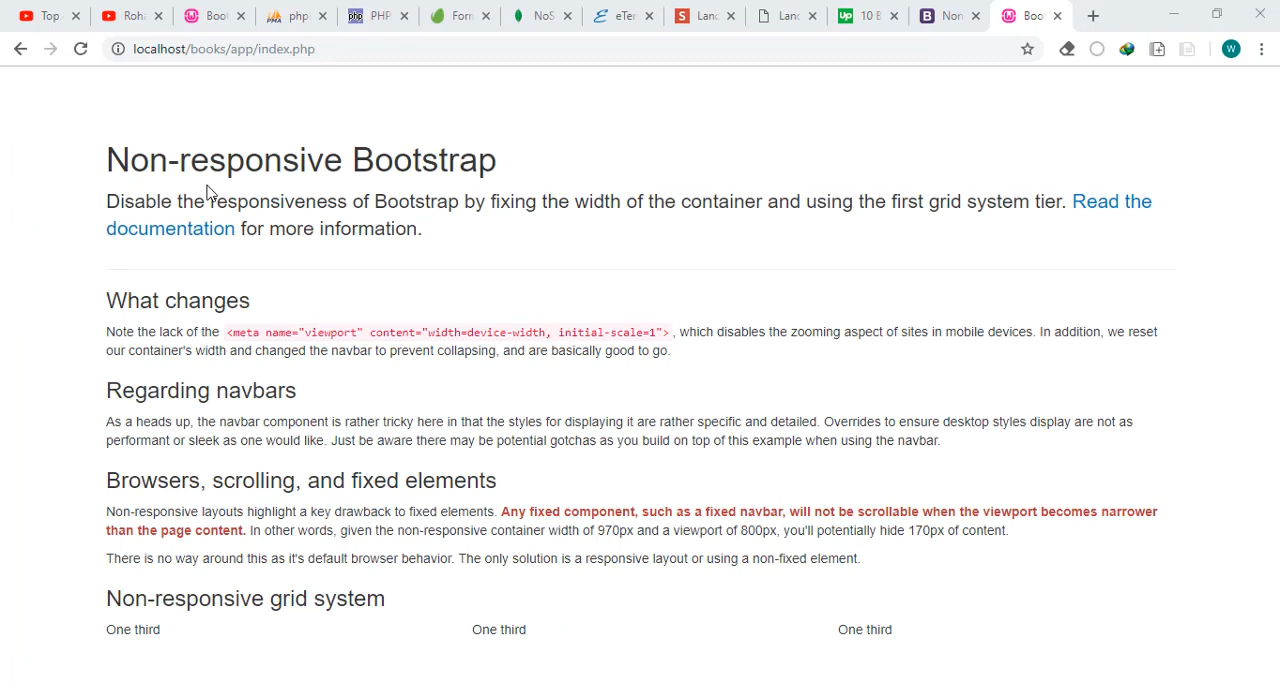 Top
Roh
Boot
php
PHP
Forn
NoS
eTer
Lanc
Lanc
10 B
Non
Boo
localhost/books/app/index.php
W
Non-responsive Bootstrap
Disable the responsiveness of Bootstrap by fixing the width of the container and using the first grid system tier. Read the
documentation for more information.
What changes
Note the lack of the <meta name="viewport" content="width=device-width, initial-scale=1"> , which disables the zooming aspect of sites in mobile devices. In addition, we reset
our container's width and changed the navbar to prevent collapsing, and are basically good to go.
Regarding navbars
As a heads up, the navbar component is rather tricky here in that the styles for displaying it are rather specific and detailed. Overrides to ensure desktop styles display are not as
performant or sleek as one would like. Just be aware there may be potential gotchas as you build on top of this example when using the navbar.
Browsers, scrolling, and fixed elements
Non-responsive layouts highlight a key drawback to fixed elements. Any fixed component, such as a fixed navbar, will not be scrollable when the viewport becomes narrower
than the page content. In other words, given the non-responsive container width of 970px and a viewport of 800px, you'll potentially hide 170px of content.
There is no way around this as it's default browser behavior. The only solution is a responsive layout or using a non-fixed element.
Non-responsive grid system
One third One third One third